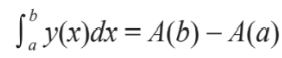 ∫ₐᵇ y(x)dx = A(b) – A(a)